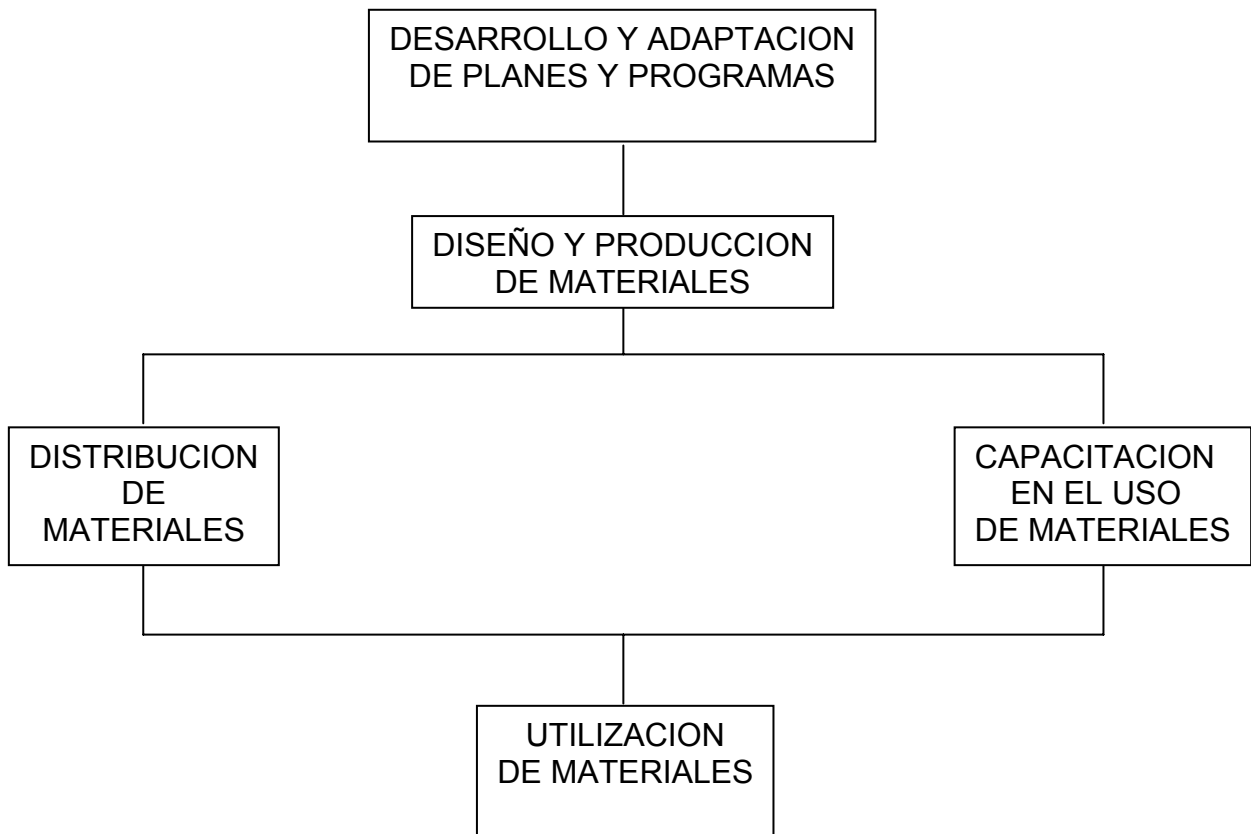 DESARROLLO Y ADAPTACION
DE PLANES Y PROGRAMAS
DISEÑO Y PRODUCCION
DE MATERIALES
DISTRIBUCION
DE
MATERIALES
CAPACITACION
EN EL USO
DE MATERIALES
UTILIZACION
DE MATERIALES